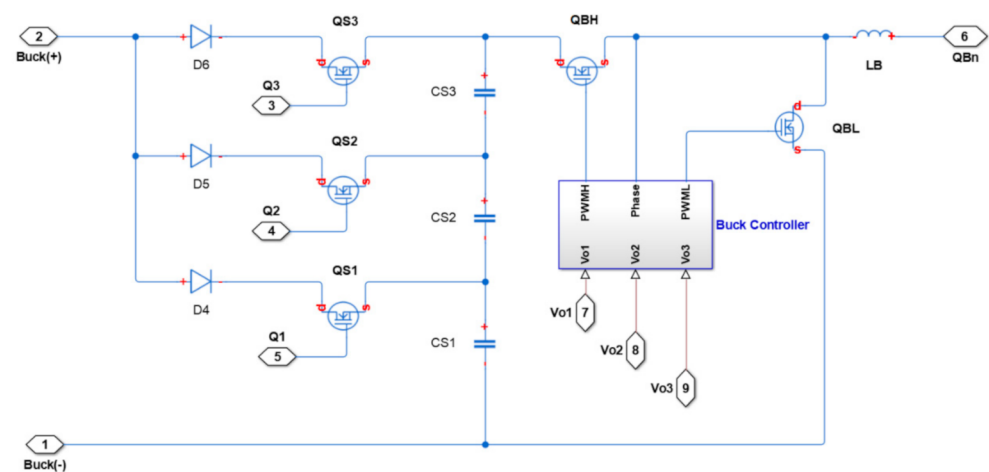 QS3
QBH
2
Buck(+)
+
-
D6
d
s
d
s
-
+
LB
6
QBn
Q3
3
CS3
+
-
d
QBL
s
QS2
+
-
D5
d
s
Q2
4
CS2
+
-
PWMH
Phase
PWML
Buck Controller
Vo1
Vo2
Vo3
QS1
+
-
D4
d
s
Q1
5
CS1
+
-
Vo1
7
Vo2
8
Vo3
9
1
Buck(-)